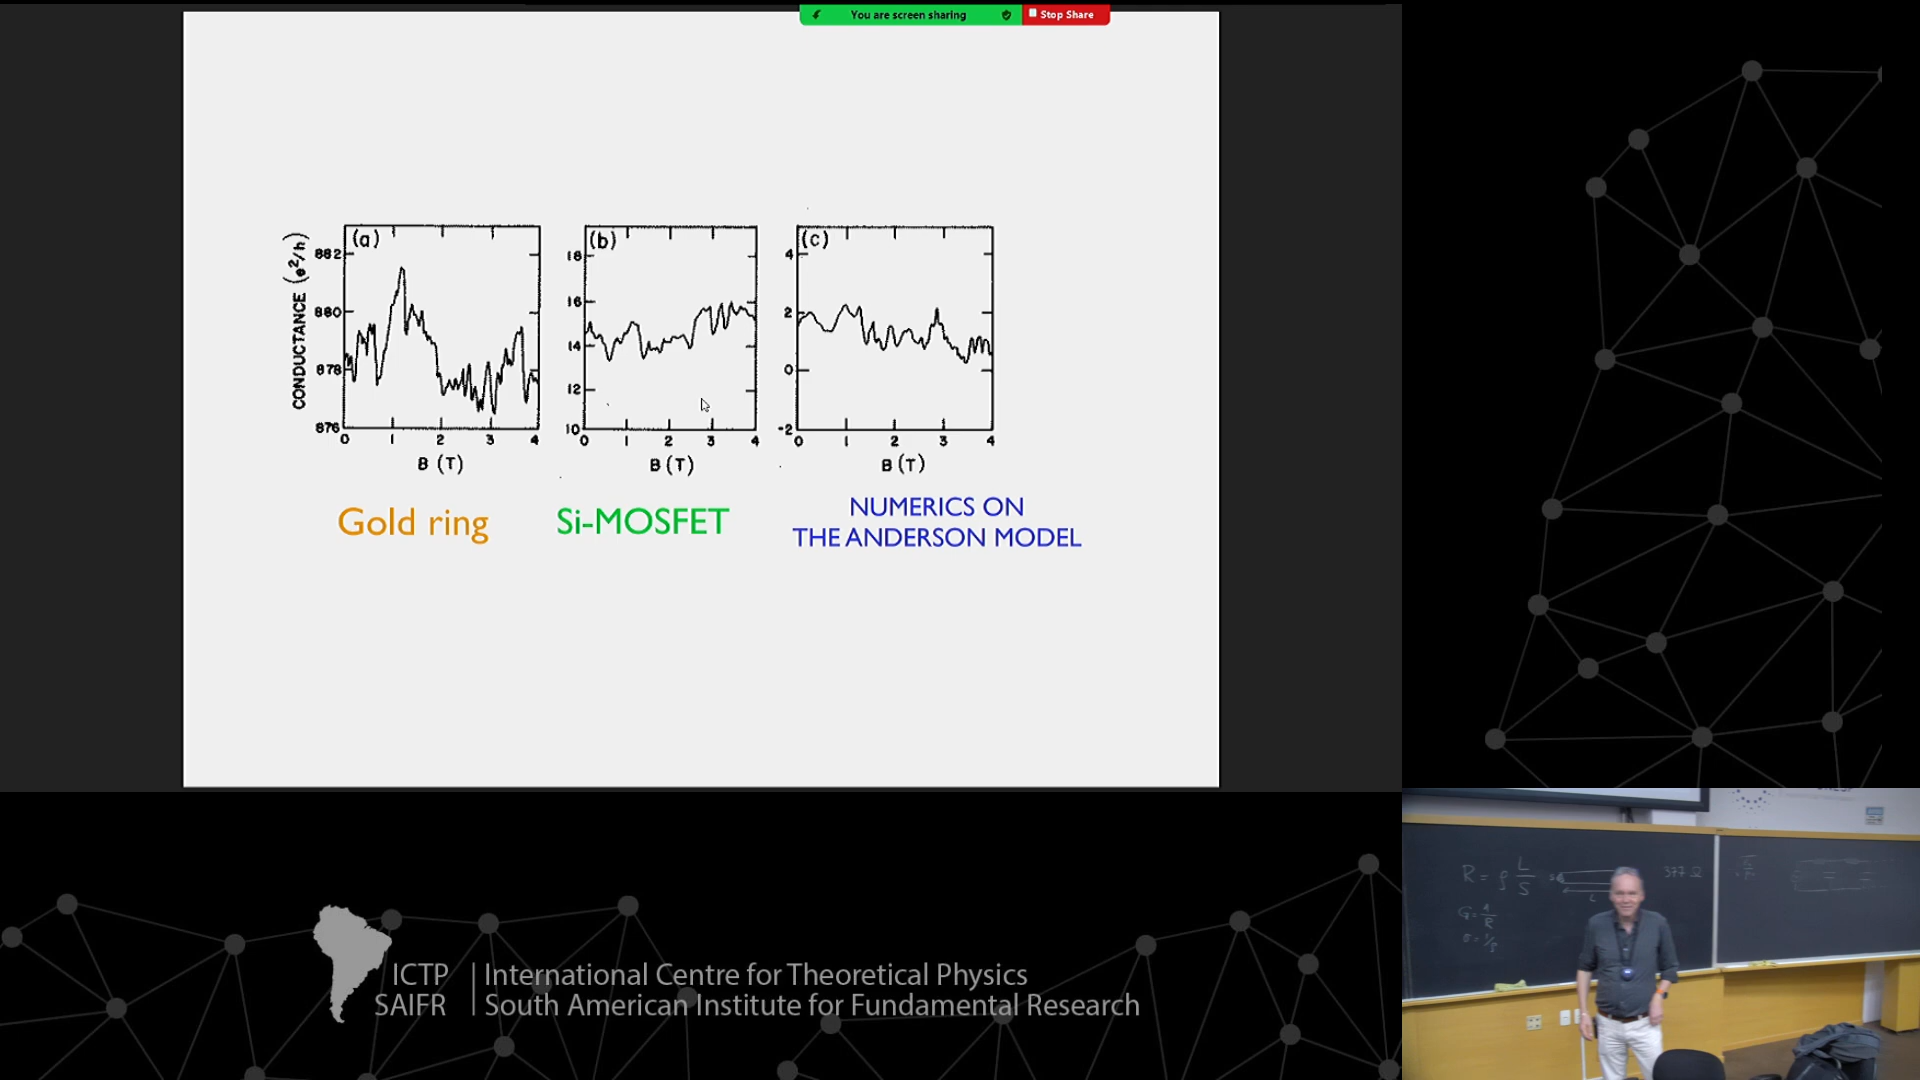 You are screen sharing
Stop Share
CONDUCTANCE (e²/h)
(a)
882
880
878
876
0 1 2 3 4
B (T)
(b)
18
16
14
12
10
0 1 2 3 4
B (T)
(c)
4
2
0
-2
0 1 2 3 4
B (T)
Gold ring
Si-MOSFET
NUMERICS ON
THE ANDERSON MODEL
R = ρ L/S
377 Ω
G = 1/R
σ = 1/ρ
L
ICTP
SAIFR
International Centre for Theoretical Physics
South American Institute for Fundamental Research